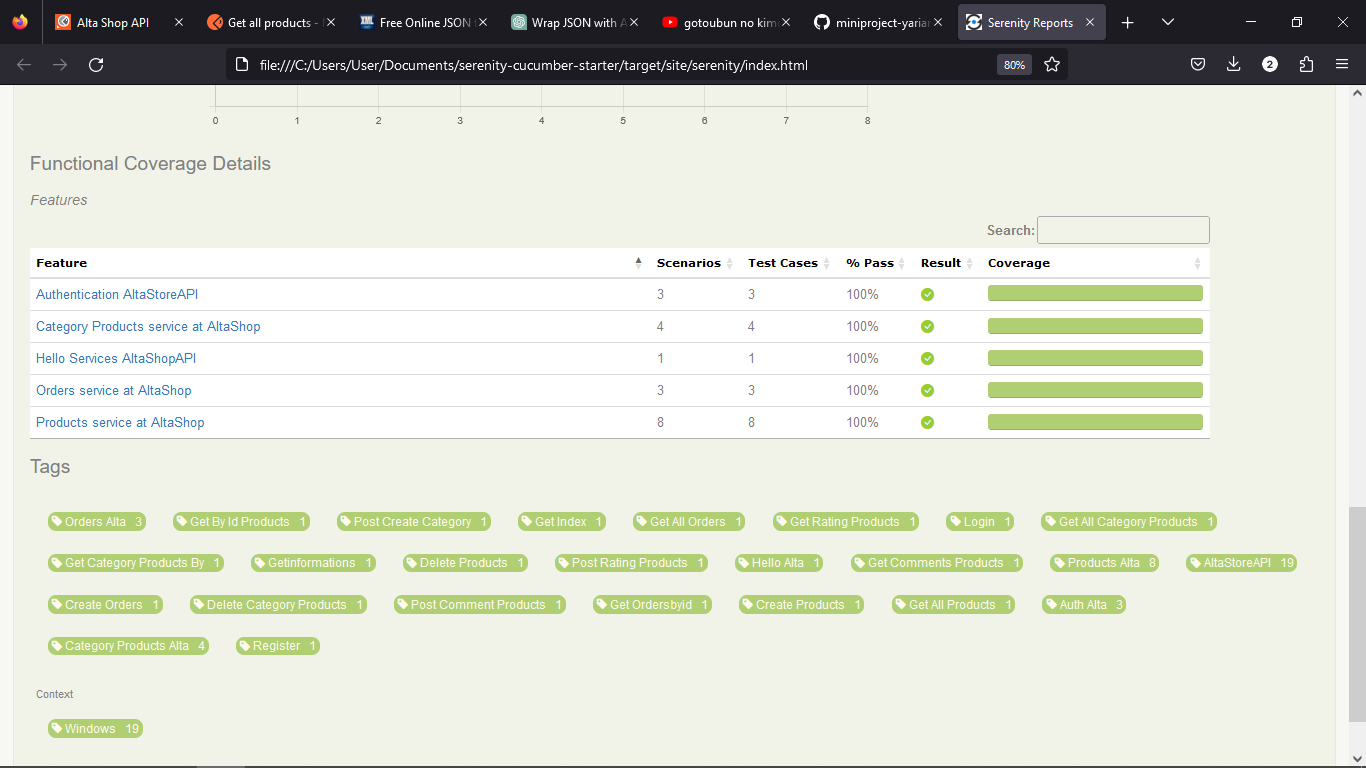 Alta Shop API
Get all products -
Free Online JSON
Wrap JSON with A
gotoubun no kim
miniproject-yarian
Serenity Reports
file:///C:/Users/User/Documents/serenity-cucumber-starter/target/site/serenity/index.html
80%
2
0 1 2 3 4 5 6 7 8
Functional Coverage Details
Features
Search:
Feature Scenarios Test Cases % Pass Result Coverage
Authentication AltaStoreAPI 3 3 100%
Category Products service at AltaShop 4 4 100%
Hello Services AltaShopAPI 1 1 100%
Orders service at AltaShop 3 3 100%
Products service at AltaShop 8 8 100%
Tags
Orders Alta 3 Get By Id Products 1 Post Create Category 1 Get Index 1 Get All Orders 1 Get Rating Products 1 Login 1 Get All Category Products 1
Get Category Products By 1 Getinformations 1 Delete Products 1 Post Rating Products 1 Hello Alta 1 Get Comments Products 1 Products Alta 8 AltaStoreAPI 19
Create Orders 1 Delete Category Products 1 Post Comment Products 1 Get Ordersbyid 1 Create Products 1 Get All Products 1 Auth Alta 3
Category Products Alta 4 Register 1
Context
Windows 19